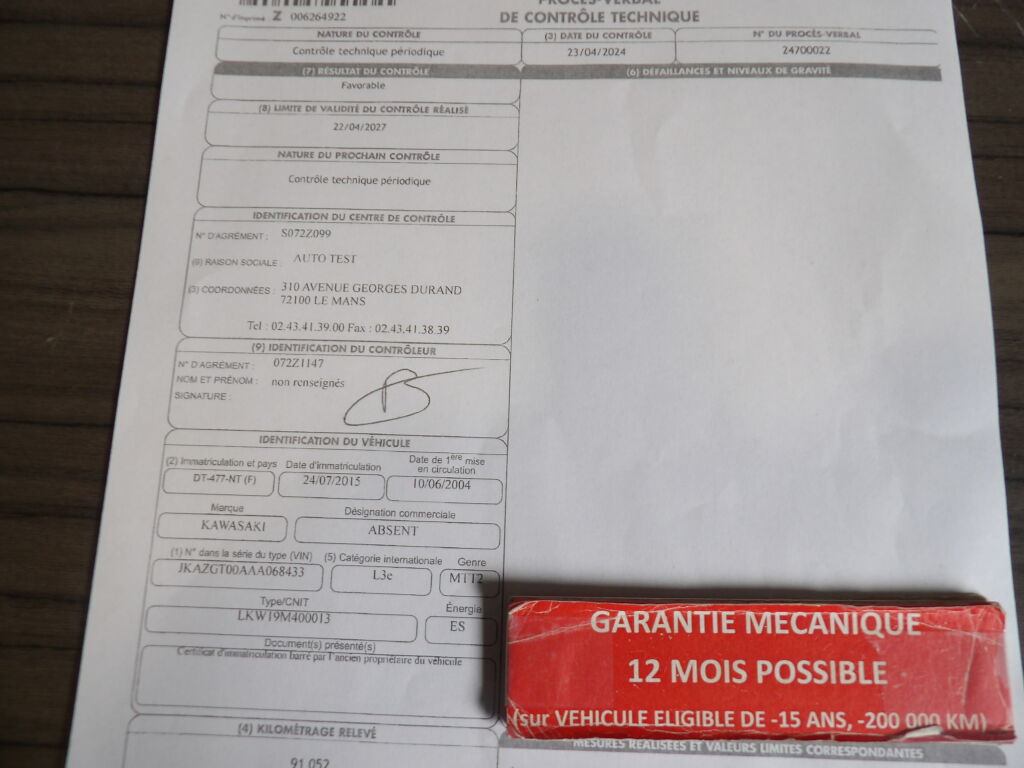 PROCÈS-VERBAL
N° d'imprimé Z 006264922
DE CONTRÔLE TECHNIQUE
NATURE DU CONTRÔLE
Contrôle technique périodique
(3) DATE DU CONTRÔLE
23/04/2024
N° DU PROCÈS-VERBAL
24700022
(7) RÉSULTAT DU CONTRÔLE
Favorable
(6) DÉFAILLANCES ET NIVEAUX DE GRAVITÉ
(8) LIMITE DE VALIDITÉ DU CONTRÔLE RÉALISÉ
22/04/2027
NATURE DU PROCHAIN CONTRÔLE
Contrôle technique périodique
IDENTIFICATION DU CENTRE DE CONTRÔLE
N° D'AGRÉMENT : S072Z099
(9) RAISON SOCIALE : AUTO TEST
(3) COORDONNÉES : 310 AVENUE GEORGES DURAND
72100 LE MANS
Tel : 02.43.41.39.00 Fax : 02.43.41.38.39
(9) IDENTIFICATION DU CONTRÔLEUR
N° D'AGRÉMENT : 072Z1147
NOM ET PRÉNOM : non renseignés
SIGNATURE :
IDENTIFICATION DU VÉHICULE
(2) Immatriculation et pays
DT-477-NT (F)
Date d'immatriculation
24/07/2015
Date de 1ère mise
en circulation
10/06/2004
Marque
KAWASAKI
Désignation commerciale
ABSENT
(1) N° dans la série du type (VIN)
JKAZGT00AAA068433
(5) Catégorie internationale
L3e
Genre
MTT2
Type/CNIT
LKW19M400013
Énergie
ES
Document(s) présenté(s)
Certificat d'immatriculation barré par l'ancien propriétaire du véhicule
(4) KILOMÉTRAGE RELEVÉ
91 052
GARANTIE MECANIQUE
12 MOIS POSSIBLE
(sur VEHICULE ELIGIBLE DE -15 ANS, -200 000 KM)
MESURES RÉALISÉES ET VALEURS LIMITES CORRESPONDANTES